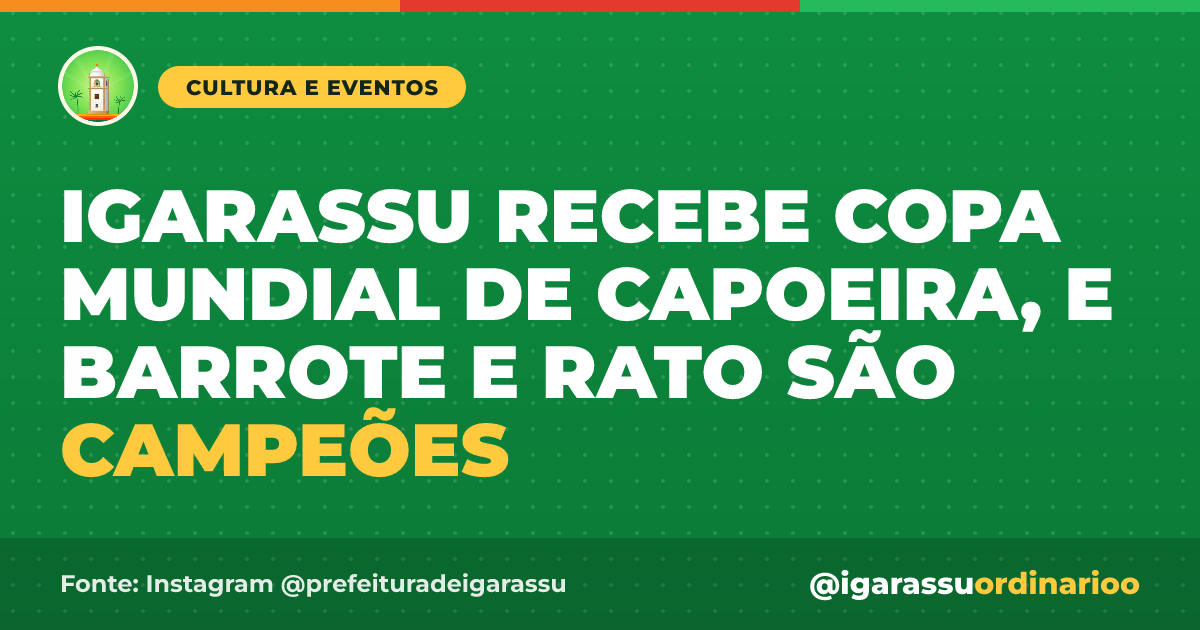 CULTURA E EVENTOS
IGARASSU RECEBE COPA
MUNDIAL DE CAPOEIRA, E
BARROTE E RATO SÃO
CAMPEÕES
Fonte: Instagram @prefeituradeigarassu
@igarassuordinarioo